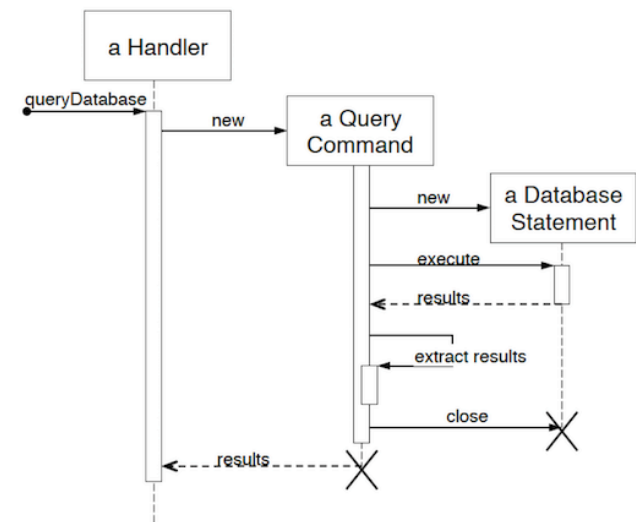 a Handler
queryDatabase
new
a Query
Command
new
a Database
Statement
execute
results
extract results
close
results